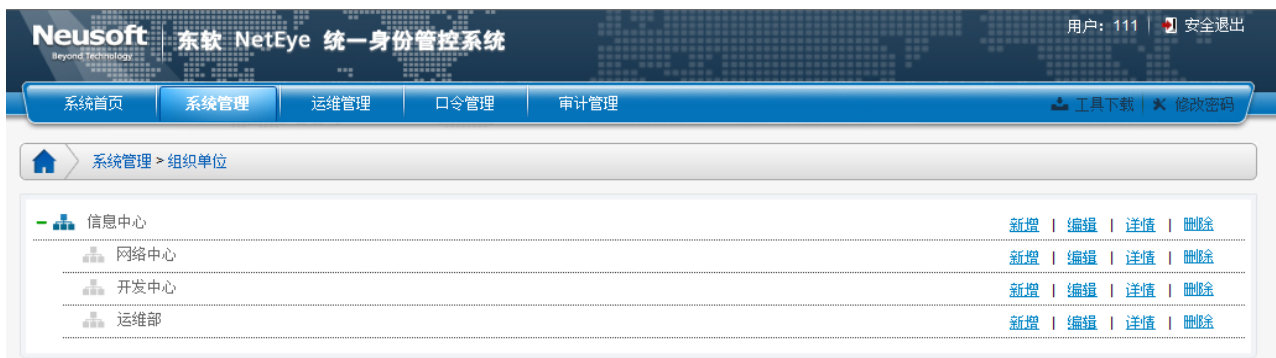 Neusoft 东软 NetEye 统一身份管控系统 用户：111 | 安全退出
Beyond Technology
系统首页 系统管理 运维管理 口令管理 审计管理 工具下载 | 修改密码
系统管理 > 组织单位
信息中心 新增 | 编辑 | 详情 | 删除
网络中心 新增 | 编辑 | 详情 | 删除
开发中心 新增 | 编辑 | 详情 | 删除
运维部 新增 | 编辑 | 详情 | 删除